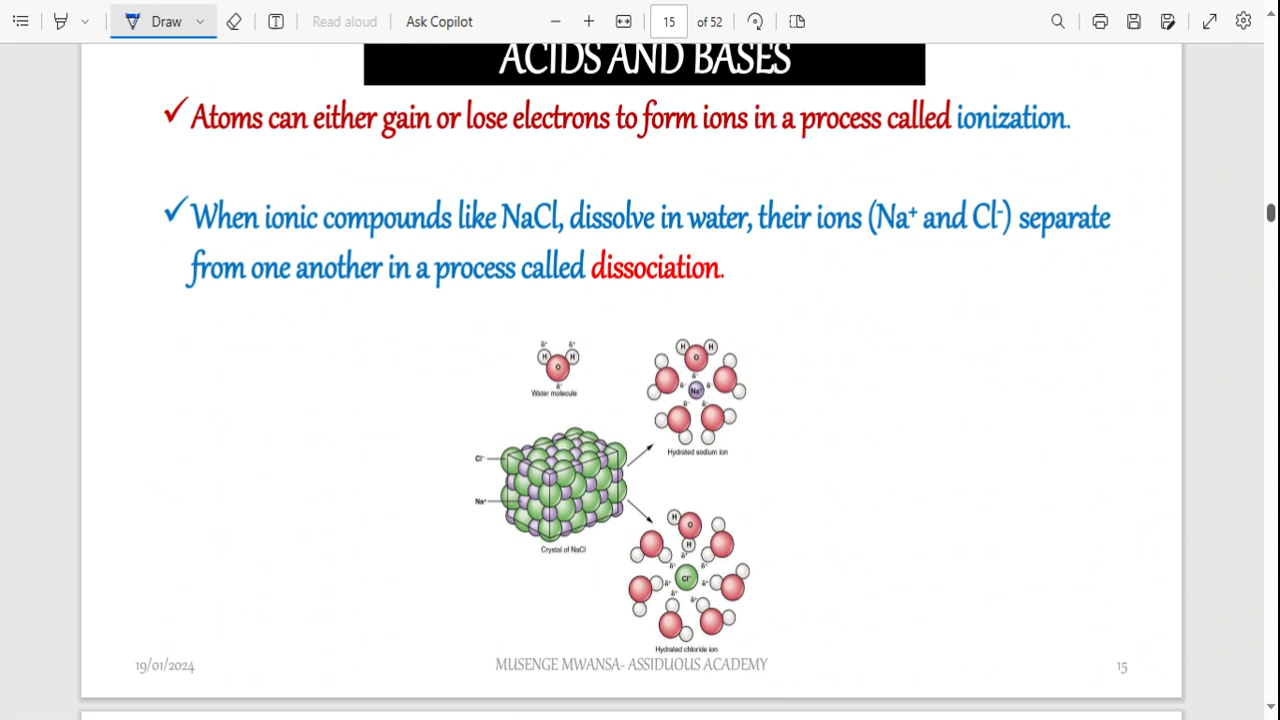 Draw
Read aloud
Ask Copilot
15
of 52
ACIDS AND BASES
✓ Atoms can either gain or lose electrons to form ions in a process called ionization.
✓ When ionic compounds like NaCl, dissolve in water, their ions (Na⁺ and Cl⁻) separate
from one another in a process called dissociation.
δ⁺ δ⁺
H H
O
δ⁻
Water molecule
H H
O
δ⁻
δ⁻ δ⁻
Na⁺
δ⁻ δ⁻
Hydrated sodium ion
Cl⁻
Na⁺
Crystal of NaCl
H O
H
δ⁺
δ⁺ δ⁺
Cl⁻
δ⁺ δ⁺
δ⁺ δ⁺
Hydrated chloride ion
19/01/2024
MUSENGE MWANSA- ASSIDUOUS ACADEMY
15